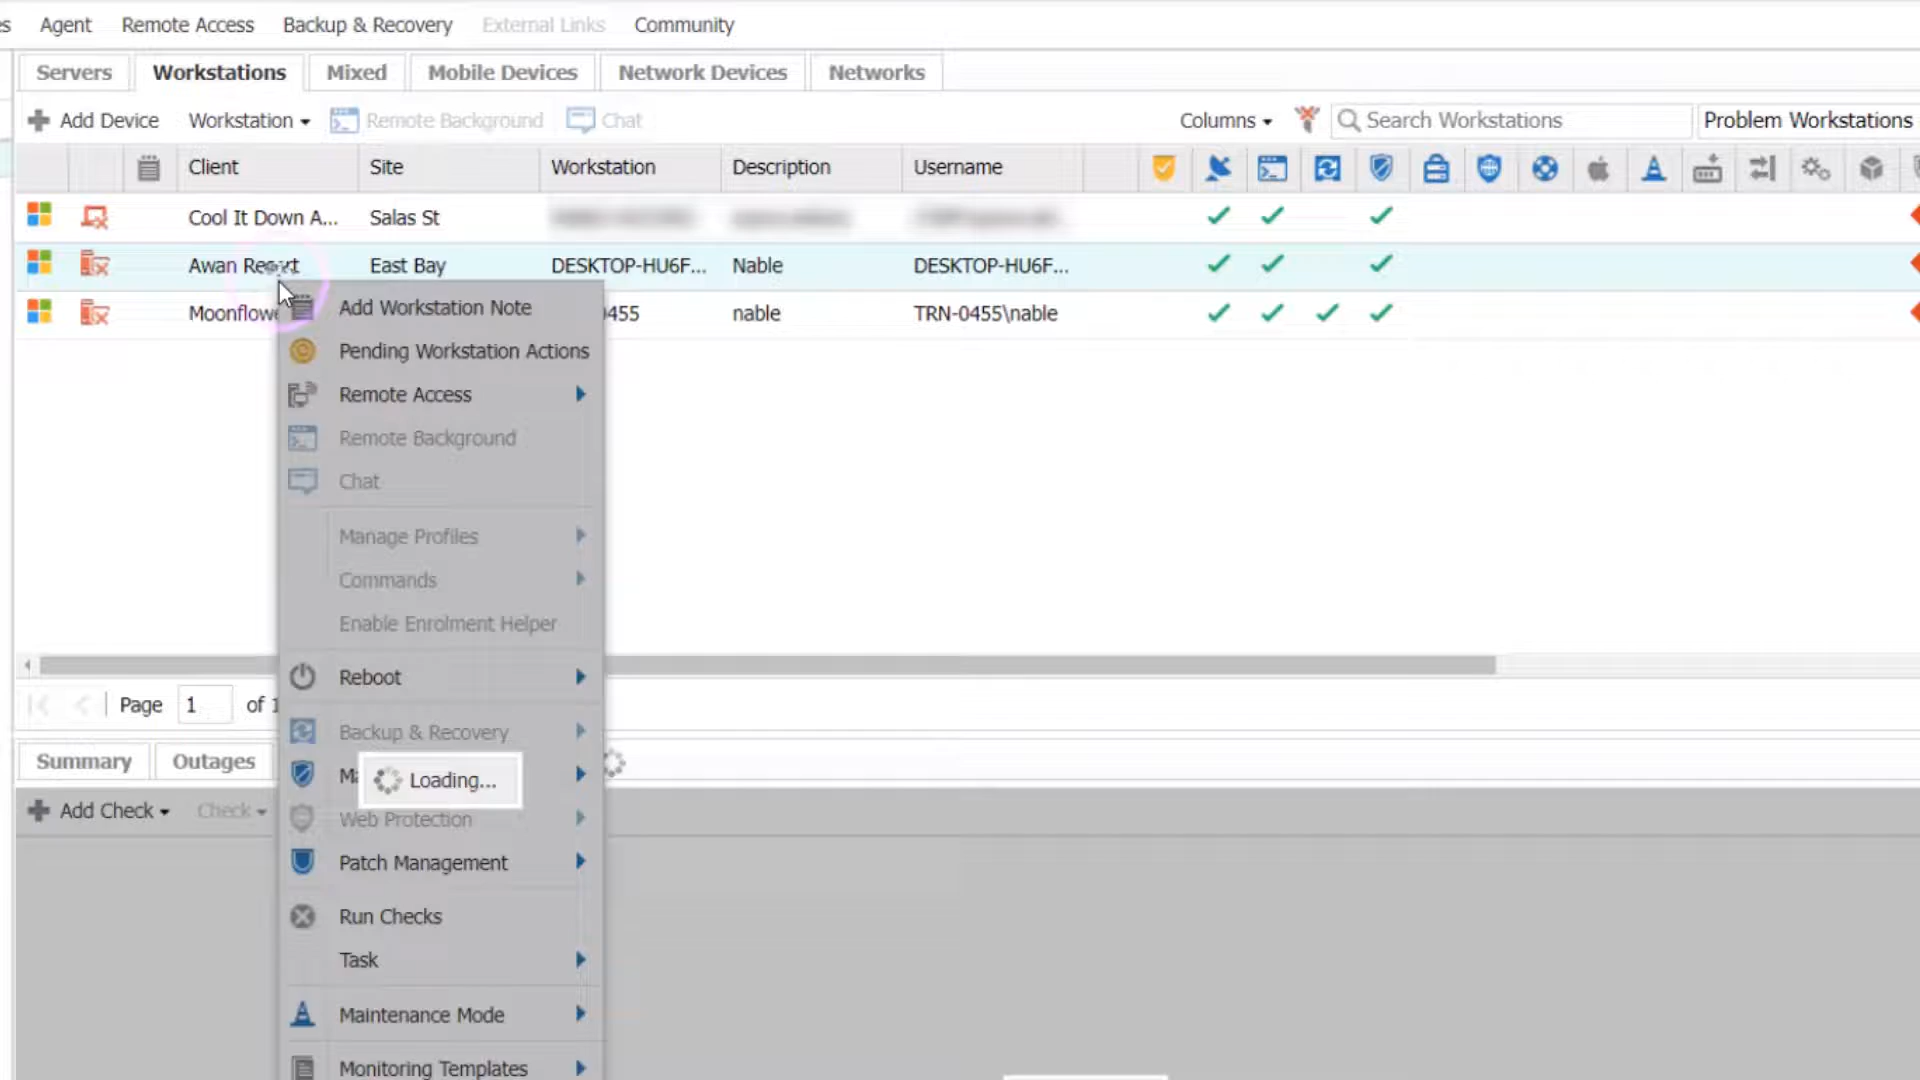 Agent Remote Access Backup & Recovery External Links Community
Servers Workstations Mixed Mobile Devices Network Devices Networks
Add Device Workstation Remote Background Chat Columns Search Workstations Problem Workstations
Client Site Workstation Description Username
Cool It Down A... Salas St
Awan Resort East Bay DESKTOP-HU6F... Nable DESKTOP-HU6F...
nable TRN-0455\nable
Add Workstation Note
Pending Workstation Actions
Remote Access
Remote Background
Chat
Manage Profiles
Commands
Enable Enrolment Helper
Reboot
Backup & Recovery
Loading...
Web Protection
Patch Management
Run Checks
Task
Maintenance Mode
Monitoring Templates
Page 1 of 1
Summary Outages
Add Check Check